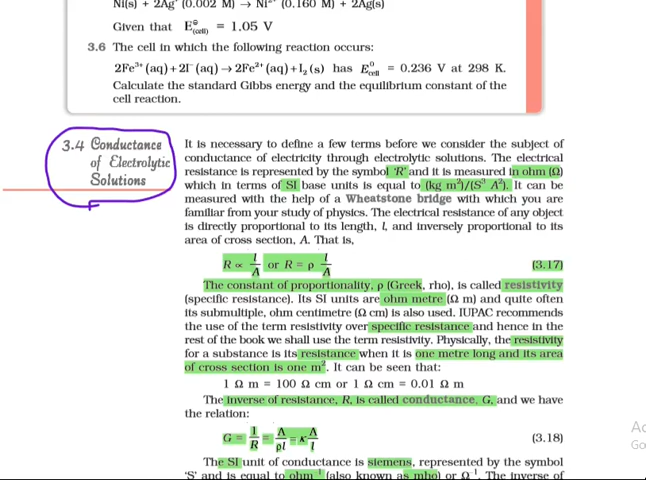 Ni(s) + 2Ag⁺ (0.002 M) → Ni²⁺ (0.160 M) + 2Ag(s)
Given that E⊖(cell) = 1.05 V
3.6 The cell in which the following reaction occurs:
2Fe³⁺(aq)+2I⁻(aq)→2Fe²⁺(aq)+I₂(s) has E⁰cell = 0.236 V at 298 K.
Calculate the standard Gibbs energy and the equilibrium constant of the
cell reaction.
3.4 Conductance
of Electrolytic
Solutions
It is necessary to define a few terms before we consider the subject of
conductance of electricity through electrolytic solutions. The electrical
resistance is represented by the symbol 'R' and it is measured in ohm (Ω)
which in terms of SI base units is equal to (kg m²)/(S³ A²). It can be
measured with the help of a Wheatstone bridge with which you are
familiar from your study of physics. The electrical resistance of any object
is directly proportional to its length, l, and inversely proportional to its
area of cross section, A. That is,
R ∝ l/A or R = ρ l/A (3.17)
The constant of proportionality, ρ (Greek, rho), is called resistivity
(specific resistance). Its SI units are ohm metre (Ω m) and quite often
its submultiple, ohm centimetre (Ω cm) is also used. IUPAC recommends
the use of the term resistivity over specific resistance and hence in the
rest of the book we shall use the term resistivity. Physically, the resistivity
for a substance is its resistance when it is one metre long and its area
of cross section is one m². It can be seen that:
1 Ω m = 100 Ω cm or 1 Ω cm = 0.01 Ω m
The inverse of resistance, R, is called conductance, G, and we have
the relation:
G = 1/R = A/ρl = κ A/l (3.18)
The SI unit of conductance is siemens, represented by the symbol
'S' and is equal to ohm⁻¹ (also known as mho) or Ω⁻¹. The inverse of
Ac
Go